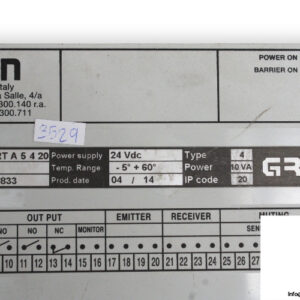 n
taly
Salle, 4/a
300.140 r.a.
300.711
POWER ON
BARRIER ON
3529
RT A 5 4 20 Power supply 24 Vdc Type 4
Temp. Range - 5° + 60° Power 10 VA
833 Prod. date 04 / 14 IP code 20
GR
OUT PUT EMITTER RECEIVER MUTING
NO NO NC MONITOR SEN
10 11 12 13 14 15 16 17 18 19 20 21 22 23 24 25 26 27